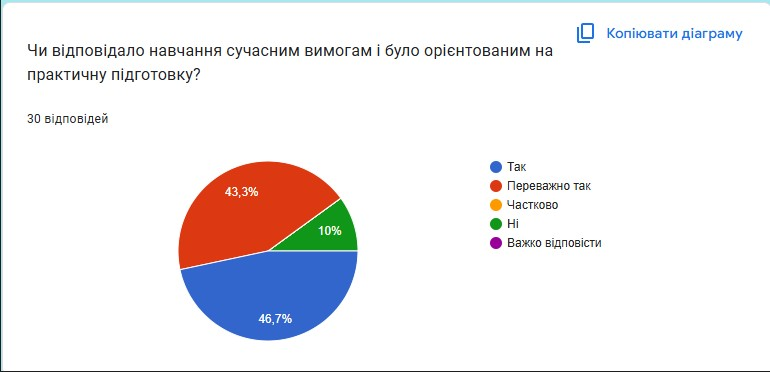 Копіювати діаграму
Чи відповідало навчання сучасним вимогам і було орієнтованим на
практичну підготовку?
30 відповідей
43,3%
10%
46,7%
Так
Переважно так
Частково
Ні
Важко відповісти